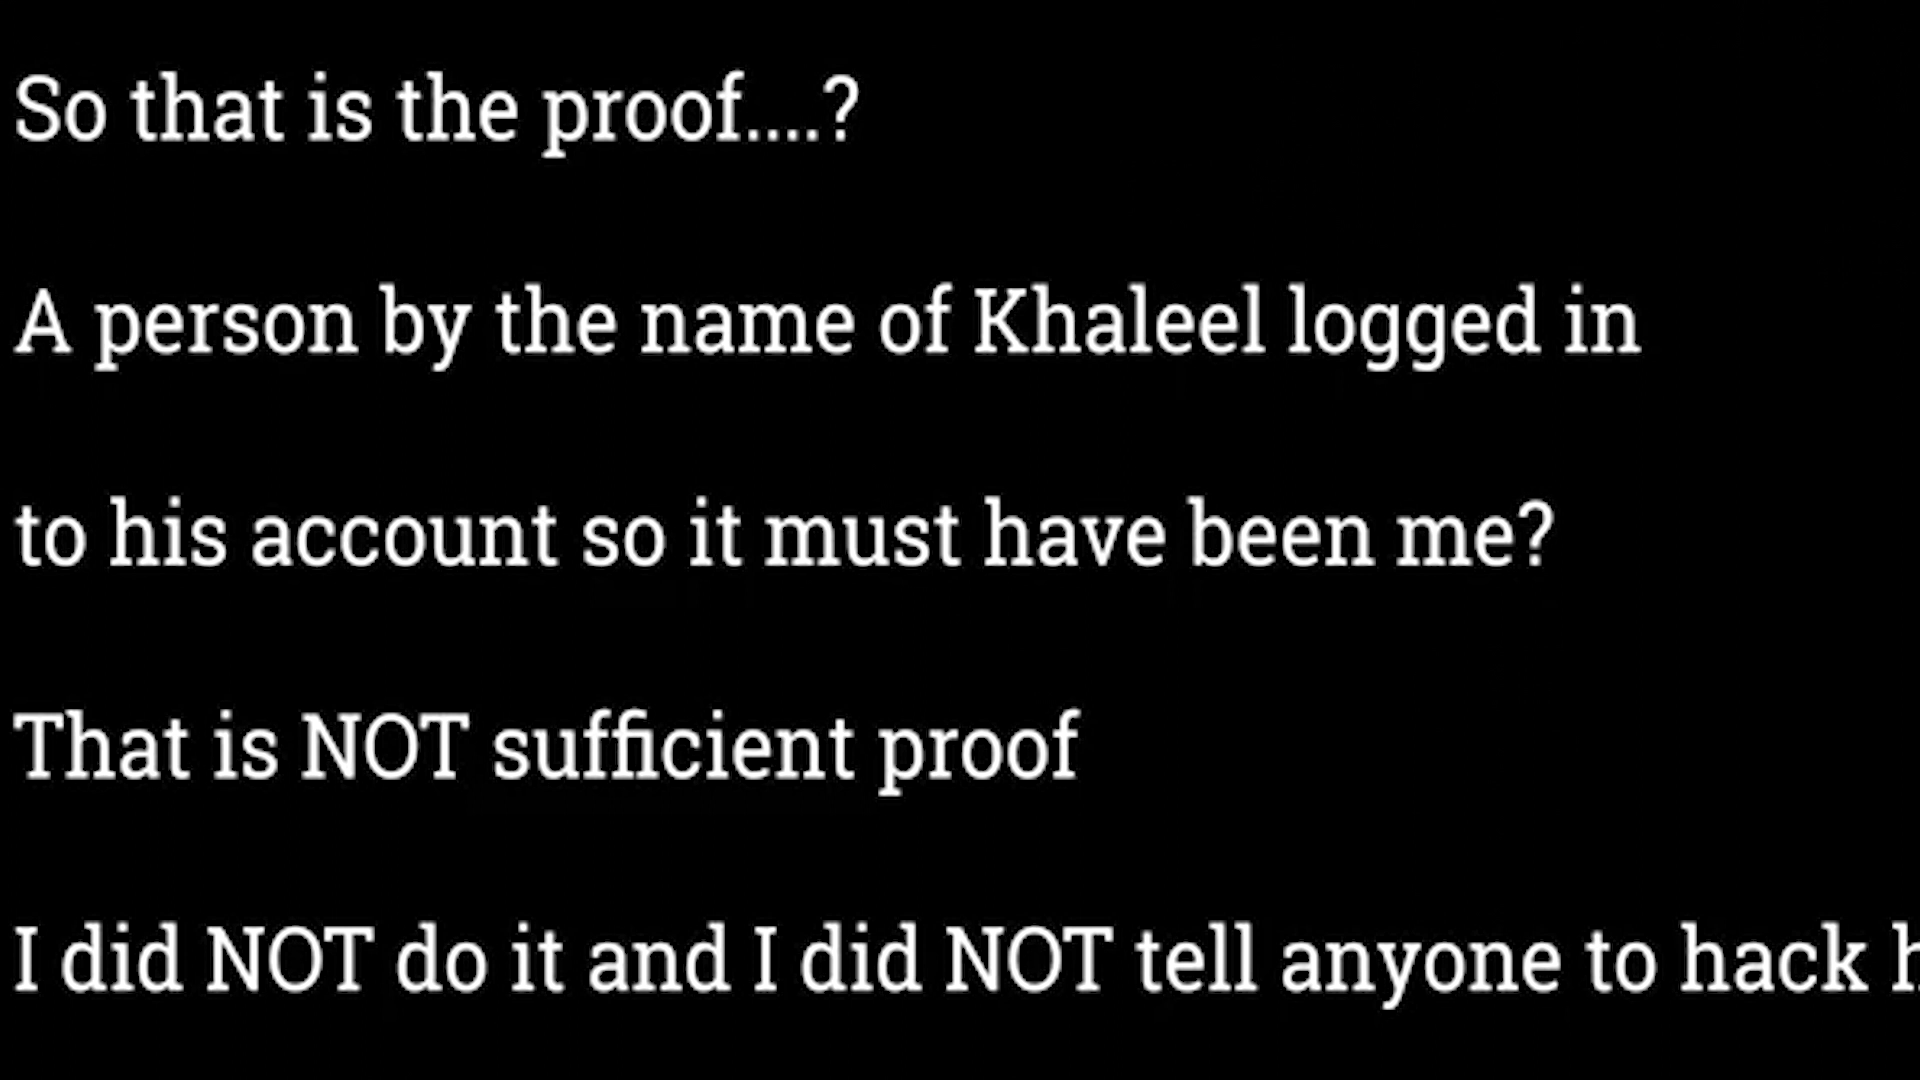 So that is the proof....?
A person by the name of Khaleel logged in
to his account so it must have been me?
That is NOT sufficient proof
I did NOT do it and I did NOT tell anyone to hack